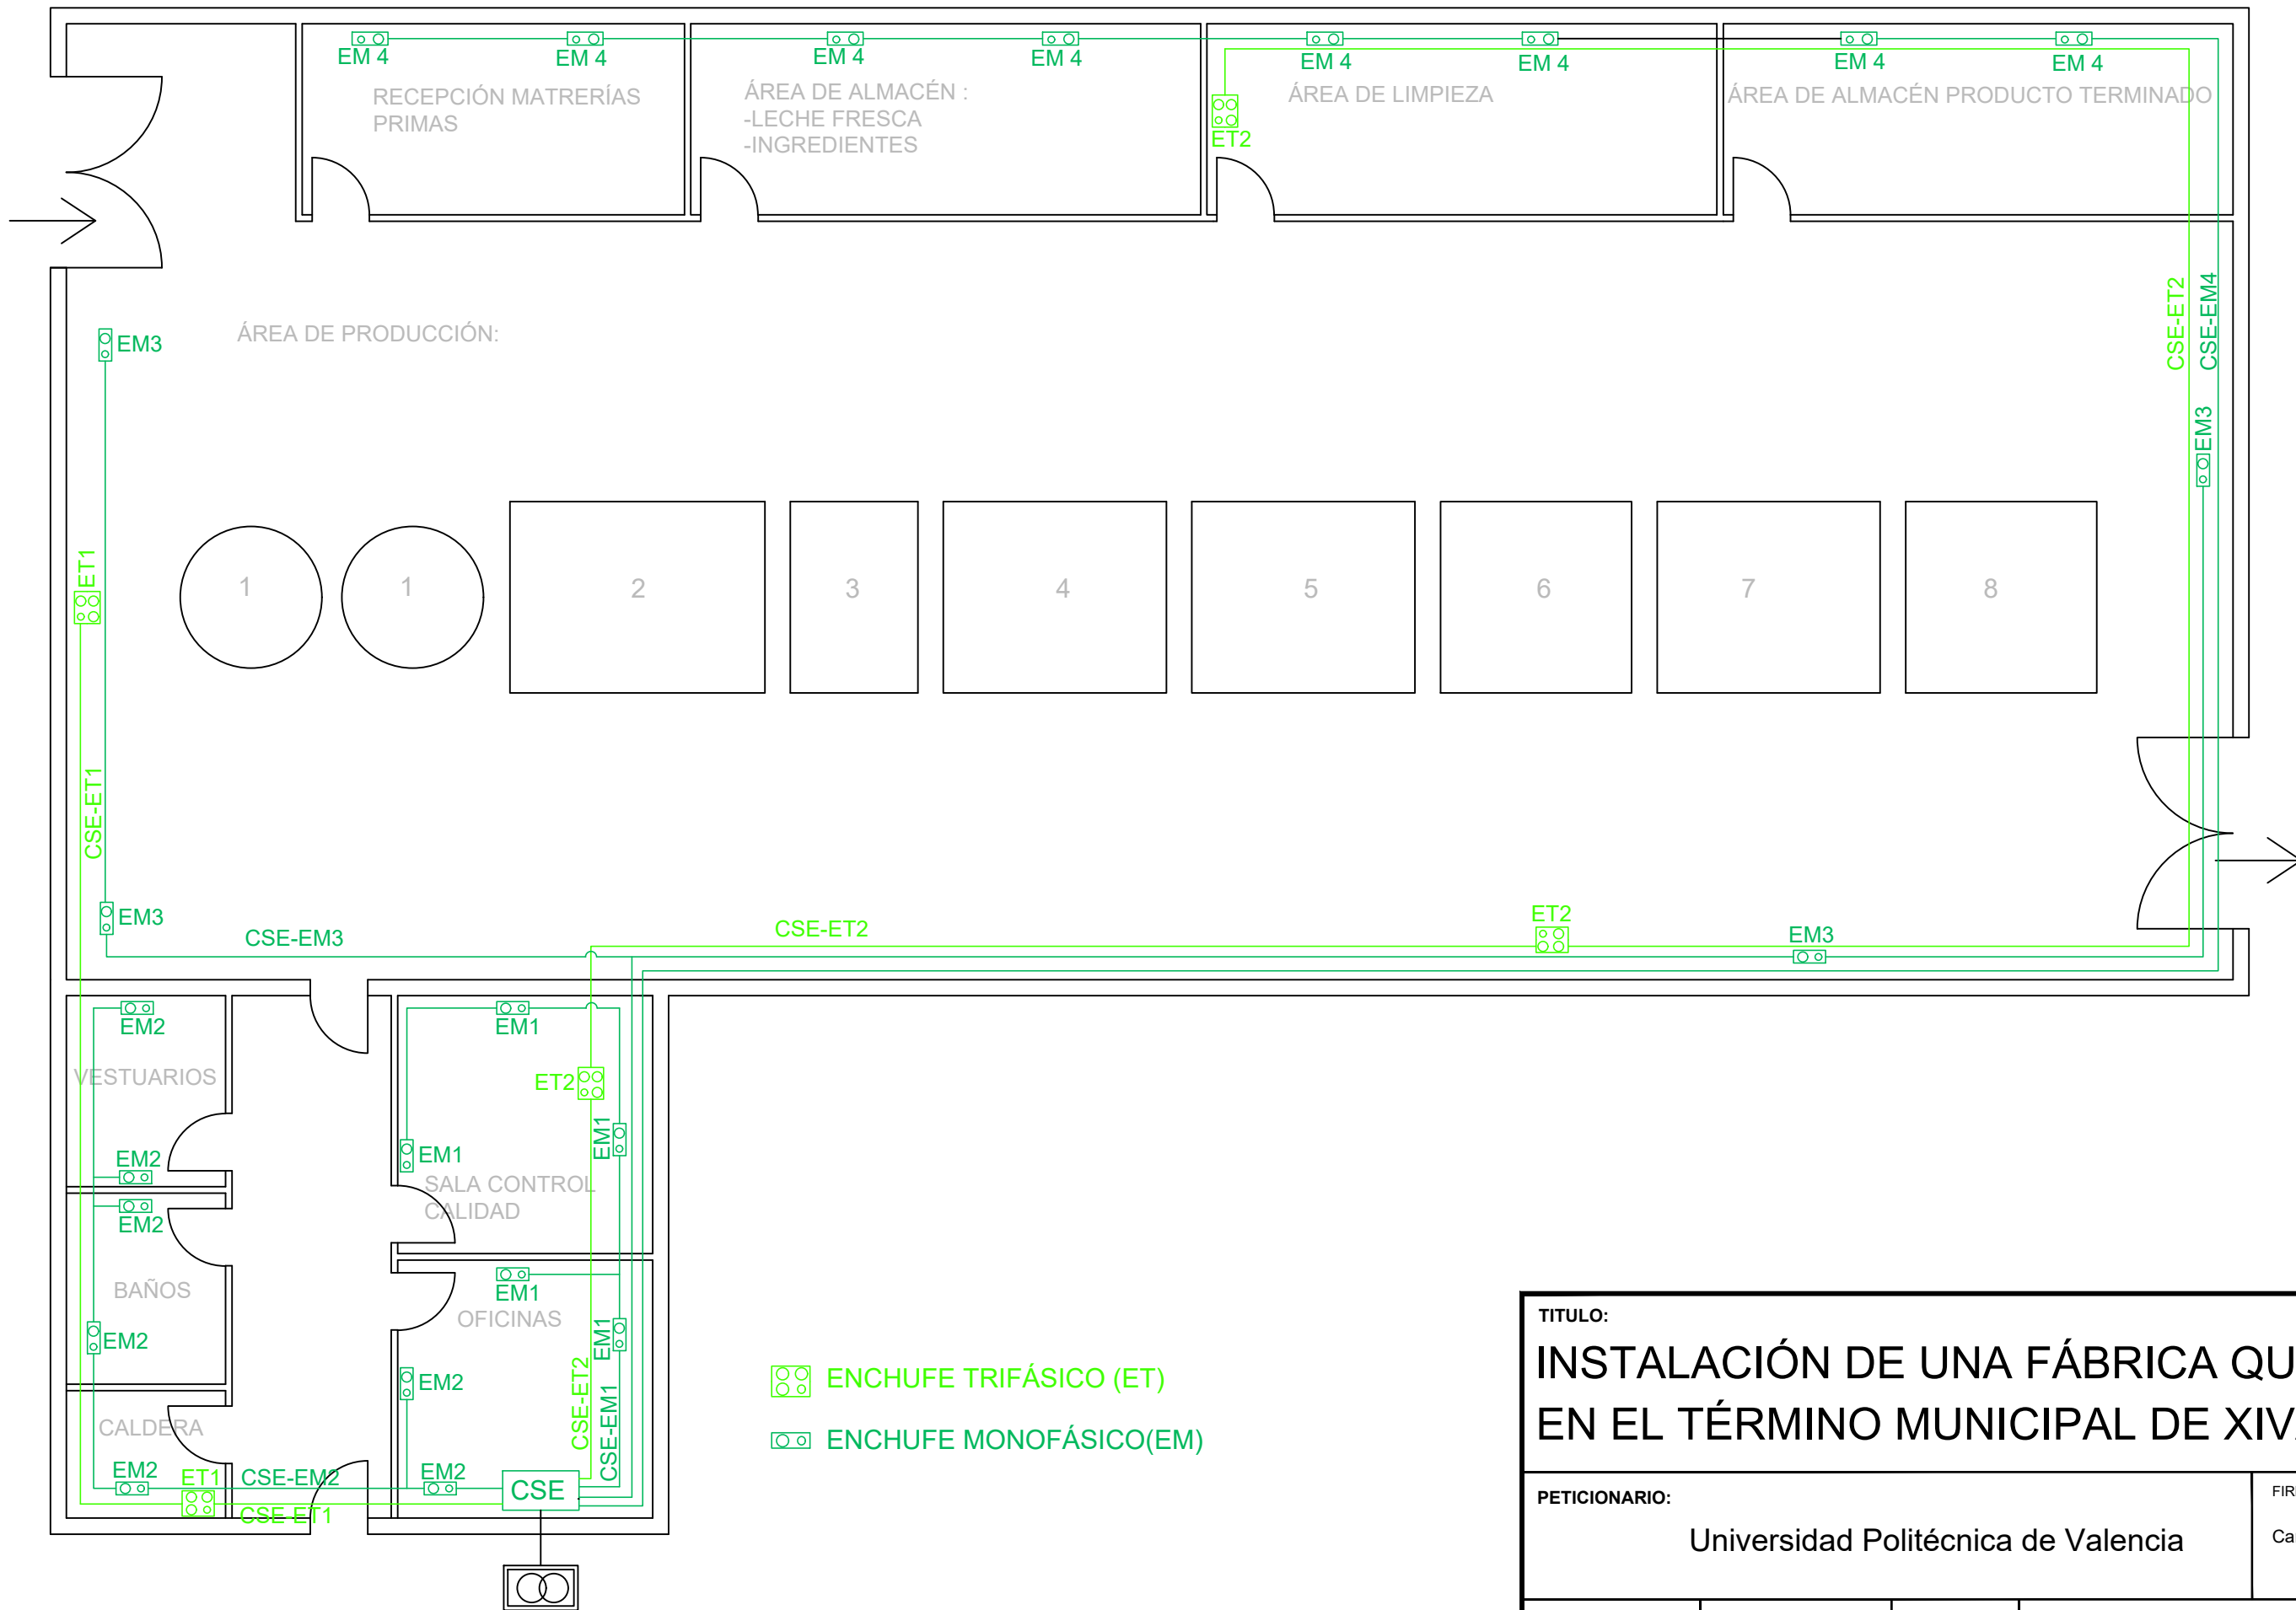 EM 4
EM 4
EM 4
EM 4
EM 4
EM 4
EM 4
EM 4
RECEPCIÓN MATRERÍAS
PRIMAS
ÁREA DE ALMACÉN :
-LECHE FRESCA
-INGREDIENTES
ÁREA DE LIMPIEZA
ÁREA DE ALMACÉN PRODUCTO TERMINADO
ET2
CSE-ET2
CSE-EM4
EM3
ÁREA DE PRODUCCIÓN:
EM3
ET1
1
1
2
3
4
5
6
7
8
CSE-ET1
EM3
CSE-EM3
CSE-ET2
ET2
EM3
EM2
EM1
VESTUARIOS
ET2
EM1
EM2
EM1
SALA CONTROL
CALIDAD
EM2
BAÑOS
EM1
OFICINAS
EM2
EM1
EM2
CSE-ET2
CSE-EM1
CALDERA
EM2
ET1
CSE-EM2
EM2
CSE
CSE-ET1
ENCHUFE TRIFÁSICO (ET)
ENCHUFE MONOFÁSICO(EM)
TITULO:
INSTALACIÓN DE UNA FÁBRICA QU
EN EL TÉRMINO MUNICIPAL DE XIV
PETICIONARIO:
Universidad Politécnica de Valencia
FIR
Ca